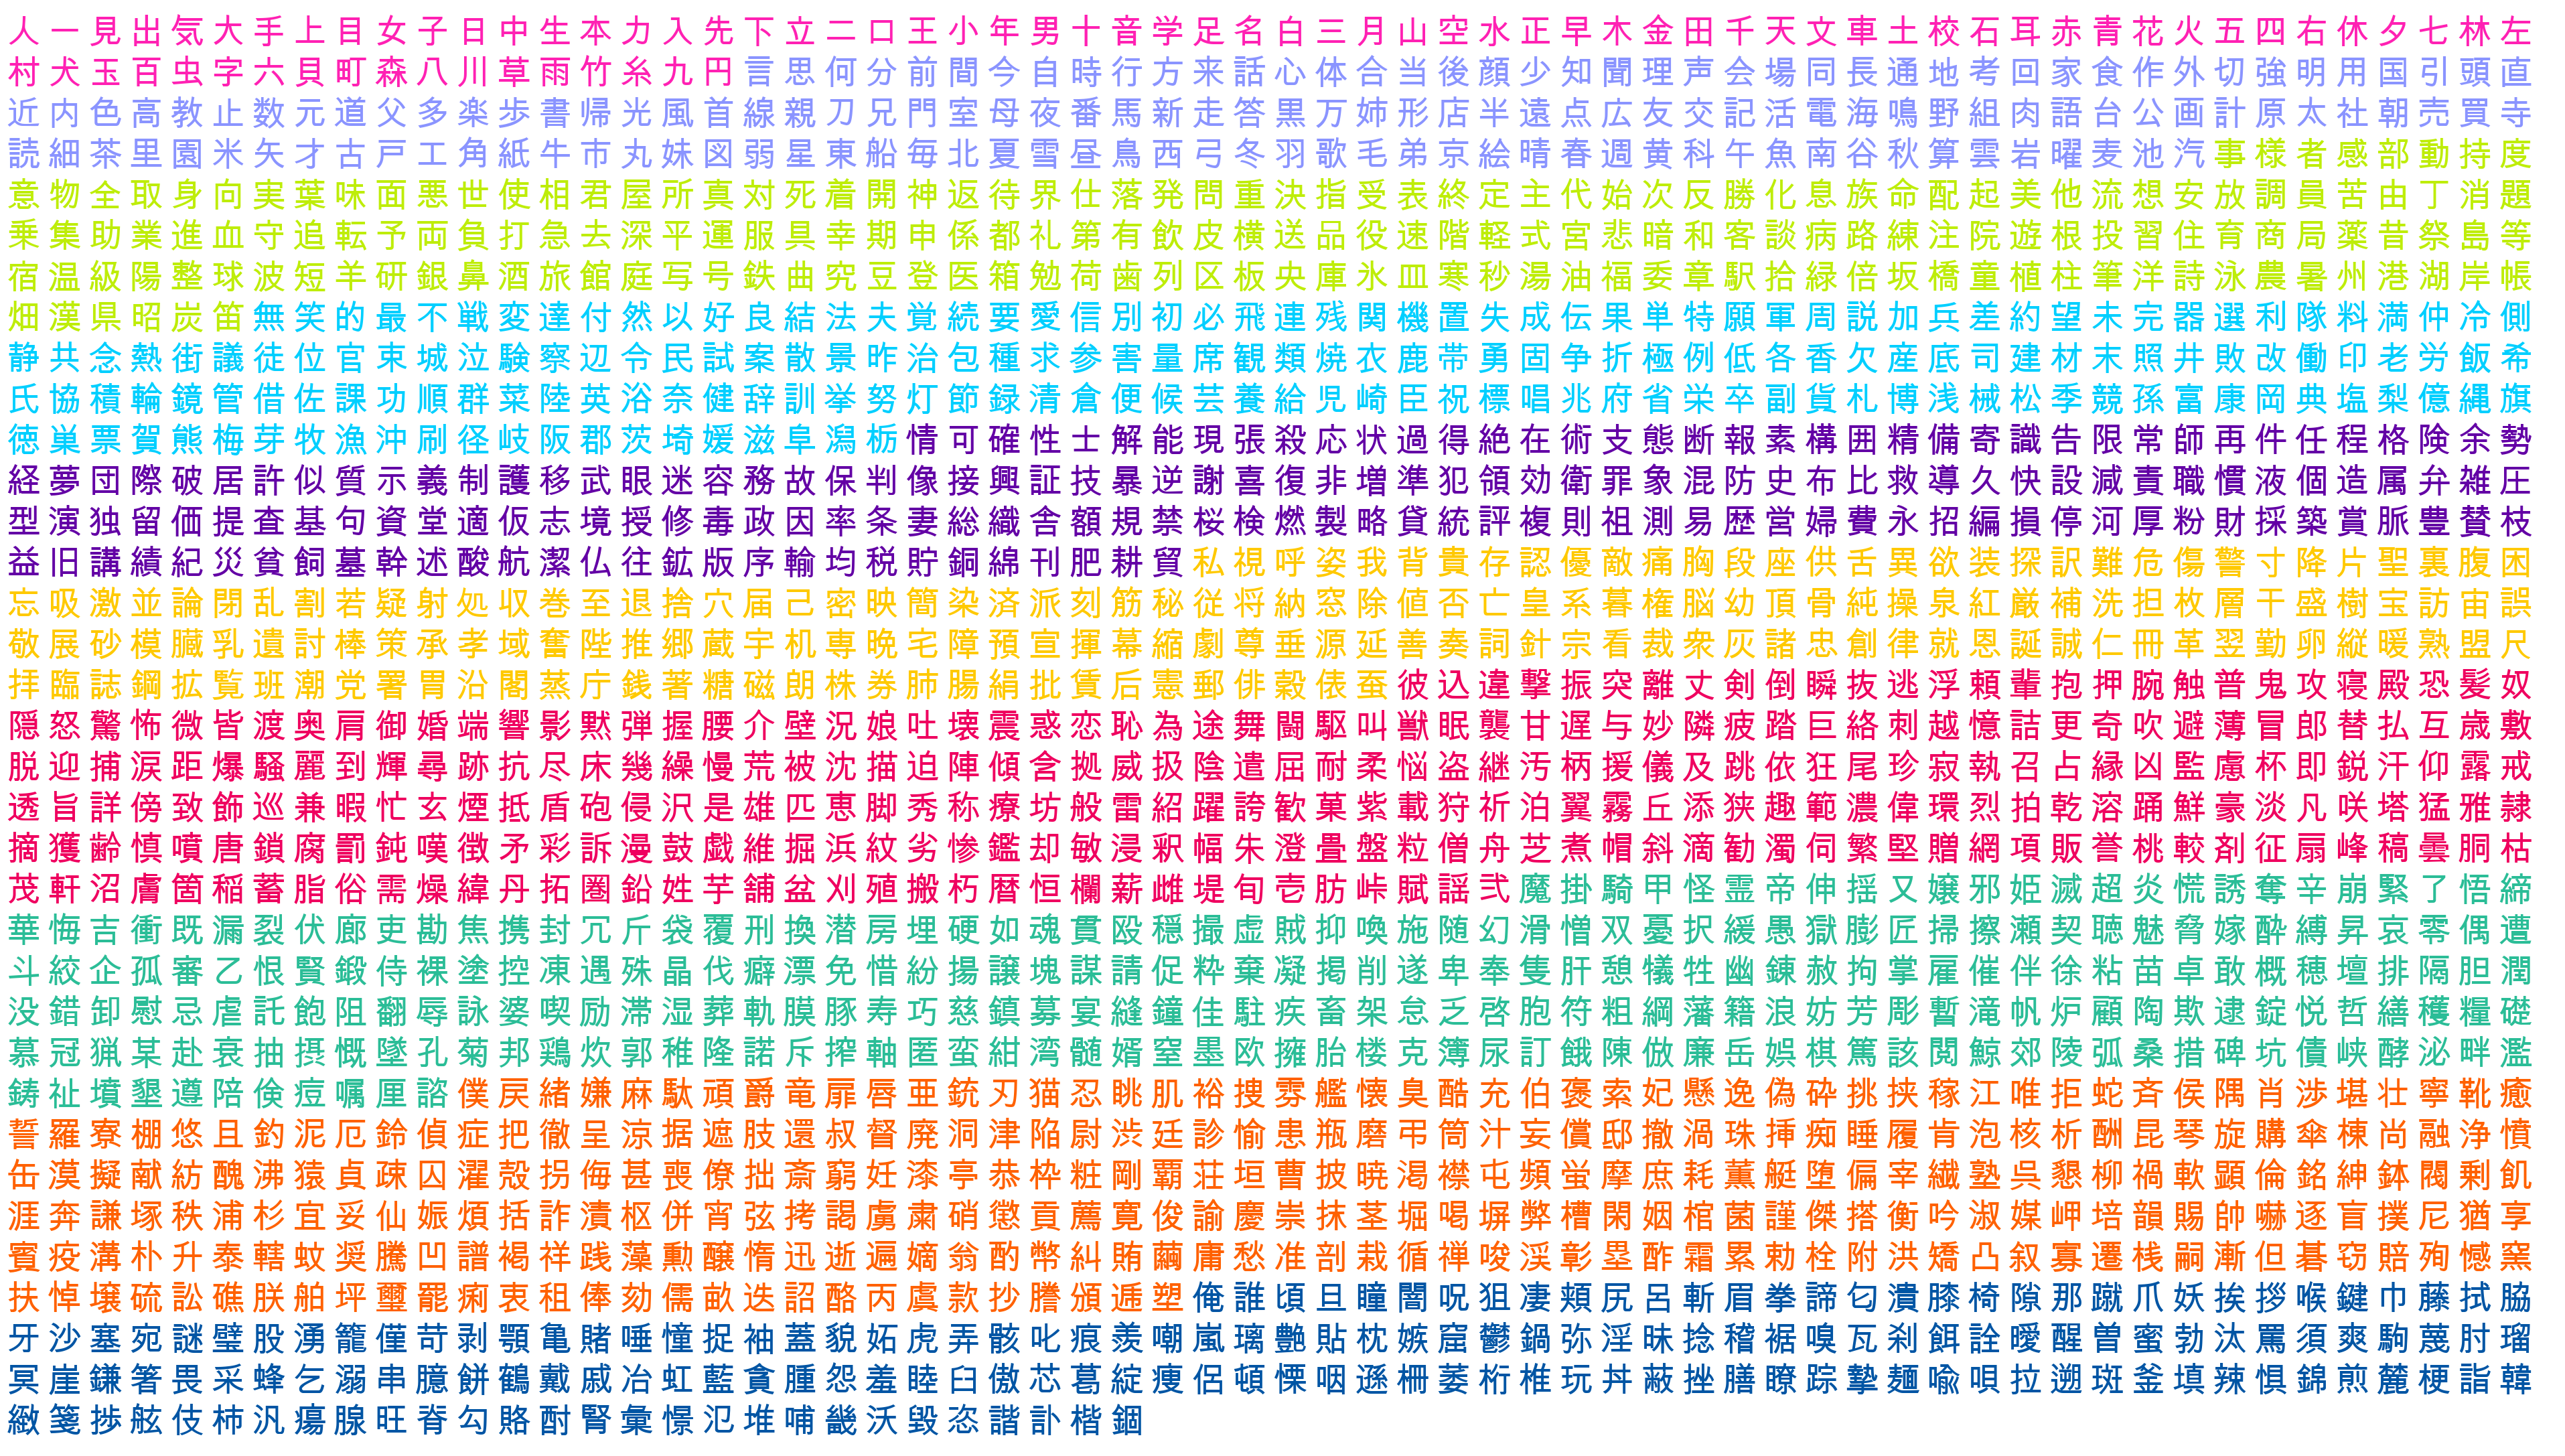 人一見出気大手上目女子日中生本力入先下立二口王小年男十音学足名白三月山空水正早木金田千天文車土校石耳赤青花火五四右休夕七林左
村犬玉百虫字六貝町森八川草雨竹糸九円言思何分前間今自時行方来話心体合当後顔少知聞理声会場同長通地考回家食作外切強明用国引頭直
近内色高教止数元道父多楽歩書帰光風首線親刀兄門室母夜番馬新走答黒万姉形店半遠点広友交記活電海鳴野組肉語台公画計原太社朝売買寺
読細茶里園米矢才古戸工角紙牛市丸妹図弱星東船毎北夏雪昼鳥西弓冬羽歌毛弟京絵晴春週黄科午魚南谷秋算雲岩曜麦池汽事様者感部動持度
意物全取身向実葉味面悪世使相君屋所真対死着開神返待界仕落発問重決指受表終定主代始次反勝化息族命配起美他流想安放調員苦由丁消題
乗集助業進血守追転予両負打急去深平運服具幸期申係都礼第有飲皮横送品役速階軽式宮悲暗和客談病路練注院遊根投習住育商局薬昔祭島等
宿温級陽整球波短羊研銀鼻酒旅館庭写号鉄曲究豆登医箱勉荷歯列区板央庫氷皿寒秒湯油福委章駅拾緑倍坂橋童植柱筆洋詩泳農暑州港湖岸帳
畑漢県昭炭笛無笑的最不戦変達付然以好良結法夫覚続要愛信別初必飛連残関機置失成伝果単特願軍周説加兵差約望未完器選利隊料満仲冷側
静共念熱街議徒位官束城泣験察辺令民試案散景昨治包種求参害量席観類焼衣鹿帯勇固争折極例低各香欠産底司建材末照井敗改働印老労飯希
氏協積輪鏡管借佐課功順群菜陸英浴奈健辞訓挙努灯節録清倉便候芸養給児崎臣祝標唱兆府省栄卒副貨札博浅械松季競孫富康岡典塩梨億縄旗
徳巣票賀熊梅芽牧漁沖刷径岐阪郡茨埼媛滋阜潟栃情可確性士解能現張殺応状過得絶在術支態断報素構囲精備寄識告限常師再件任程格険余勢
経夢団際破居許似質示義制護移武眼迷容務故保判像接興証技暴逆謝喜復非増準犯領効衛罪象混防史布比救導久快設減責職慣液個造属弁雑圧
型演独留価提査基句資堂適仮志境授修毒政因率条妻総織舎額規禁桜検燃製略貸統評複則祖測易歴営婦費永招編損停河厚粉財採築賞脈豊賛枝
益旧講績紀災貧飼墓幹述酸航潔仏往鉱版序輸均税貯銅綿刊肥耕貿私視呼姿我背貴存認優敵痛胸段座供舌異欲装探訳難危傷警寸降片聖裏腹困
忘吸激並論閉乱割若疑射処収巻至退捨穴届己密映簡染済派刻筋秘従将納窓除値否亡皇系暮権脳幼頂骨純操泉紅厳補洗担枚層干盛樹宝訪宙誤
敬展砂模臓乳遺討棒策承孝域奮陛推郷蔵宇机専晩宅障預宣揮幕縮劇尊垂源延善奏詞針宗看裁衆灰諸忠創律就恩誕誠仁冊革翌勤卵縦暖熟盟尺
拝臨誌鋼拡覧班潮党署胃沿閣蒸庁銭著糖磁朗株券肺腸絹批賃后憲郵俳穀俵蚕彼込違撃振突離丈剣倒瞬抜逃浮頼輩抱押腕触普鬼攻寝殿恐髪奴
隠怒驚怖微皆渡奥肩御婚端響影黙弾握腰介壁況娘吐壊震惑恋恥為途舞闘駆叫獣眠襲甘遅与妙隣疲踏巨絡刺越憶詰更奇吹避薄冒郎替払互歳敷
脱迎捕涙距爆騒麗到輝尋跡抗尽床幾繰慢荒被沈描迫陣傾含拠威扱陰遣屈耐柔悩盗継汚柄援儀及跳依狂尾珍寂執召占縁凶監慮杯即鋭汗仰露戒
透旨詳傍致飾巡兼暇忙玄煙抵盾砲侵沢是雄匹恵脚秀称療坊般雷紹躍誇歓菓紫載狩祈泊翼霧丘添狭趣範濃偉環烈拍乾溶踊鮮豪淡凡咲塔猛雅隷
摘獲齢慎噴唐鎖腐罰鈍嘆徴矛彩訴漫鼓戯維掘浜紋劣惨鑑却敏浸釈幅朱澄畳盤粒僧舟芝煮帽斜滴勧濁伺繁堅贈網項販誉桃較剤征扇峰稿曇胴枯
茂軒沼膚箇稲蓄脂俗需燥緯丹拓圏鉛姓芋舗盆刈殖搬朽暦恒欄薪雌堤旬壱肪峠賦謡弐魔掛騎甲怪霊帝伸揺又嬢邪姫滅超炎慌誘奪辛崩緊了悟締
華悔吉衝既漏裂伏廊吏勘焦携封冗斤袋覆刑換潜房埋硬如魂貫殴穏撮虚賊抑喚施随幻滑憎双憂択緩愚獄膨匠掃擦瀬契聴魅脅嫁酔縛昇哀零偶遭
斗絞企孤審乙恨賢鍛侍裸塗控凍遇殊晶伐癖漂免惜紛揚譲塊謀請促粋棄凝掲削遂卑奉隻肝憩犠牲幽錬赦拘掌雇催伴徐粘苗卓敢概穂壇排隔胆潤
没錯卸慰忌虐託飽阻翻辱詠婆喫励滞湿葬軌膜豚寿巧慈鎮募宴縫鐘佳駐疾畜架怠乏啓胞符粗綱藩籍浪妨芳彫暫滝帆炉顧陶欺逮錠悦哲繕穫糧礎
慕冠猟某赴衰抽摂慨墜孔菊邦鶏炊郭稚隆諾斥搾軸匿蛮紺湾髄婿窒墨欧擁胎楼克簿尿訂餓陳倣廉岳娯棋篤該閲鯨郊陵弧桑措碑坑債峡酵泌畔濫
鋳祉墳墾遵陪倹痘嘱厘諮僕戻緒嫌麻駄頑爵竜扉唇亜銃刃猫忍眺肌裕捜雰艦懐臭酷充伯褒索妃懸逸偽砕挑挟稼江唯拒蛇斉侯隅肖渉堪壮寧靴癒
誓羅寮棚悠且釣泥厄鈴偵症把徹呈涼据遮肢還叔督廃洞津陥尉渋廷診愉患瓶磨弔筒汁妄償邸撤渦珠挿痴睡履肯泡核析酬昆琴旋購傘棟尚融浄憤
缶漠擬献紡醜沸猿貞疎囚濯殻拐侮甚喪僚拙斎窮妊漆亭恭枠粧剛覇荘垣曹披暁渇襟屯頻蛍摩庶耗薫艇堕偏宰繊塾呉懇柳禍軟顕倫銘紳鉢閥剰飢
涯奔謙塚秩浦杉宜妥仙娠煩括詐漬枢併宵弦拷謁虜粛硝懲貢薦寛俊諭慶崇抹茎堀喝塀弊槽閑姻棺菌謹傑搭衡吟淑媒岬培韻賜帥嚇逐盲撲尼猶享
賓疫溝朴升泰轄蚊奨騰凹譜褐祥践藻勲醸惰迅逝遍嫡翁酌幣糾賄繭庸愁准剖栽循禅唆渓彰塁酢霜累勅栓附洪矯凸叙寡遷桟嗣漸但碁窃賠殉憾窯
扶悼壌硫訟礁朕舶坪璽罷痢衷租俸劾儒畝迭詔酪丙虞款抄謄頒逓塑俺誰頃旦瞳闇呪狙凄頬尻呂斬眉拳諦匂潰膝椅隙那蹴爪妖挨拶喉鍵巾藤拭脇
牙沙塞宛謎璧股湧籠僅苛剥顎亀賭唾憧捉袖蓋貌妬虎弄骸叱痕羨嘲嵐璃艶貼枕嫉窟鬱鍋弥淫昧捻稽裾嗅瓦刹餌詮曖醒曽蜜勃汰罵須爽駒蔑肘瑠
冥崖鎌箸畏采蜂乞溺串臆餅鶴戴戚冶虹藍貪腫怨羞睦臼傲芯葛綻痩侶頓慄咽遜柵萎桁椎玩丼蔽挫膳瞭踪摯麺喩唄拉遡斑釜填辣惧錦煎麓梗詣韓
緻箋捗舷伎柿汎瘍腺旺脊勾賂酎腎彙憬氾堆哺畿沃毀恣諧訃楷錮